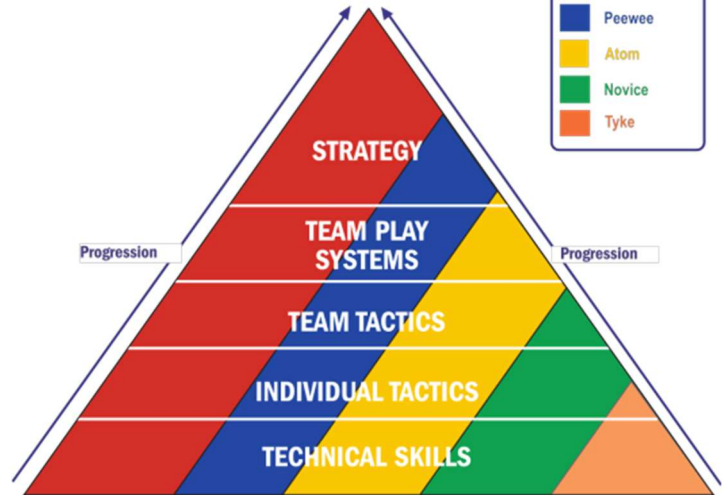 Peewee
Atom
Novice
Tyke
STRATEGY
TEAM PLAY
SYSTEMS
Progression
Progression
TEAM TACTICS
INDIVIDUAL TACTICS
TECHNICAL SKILLS